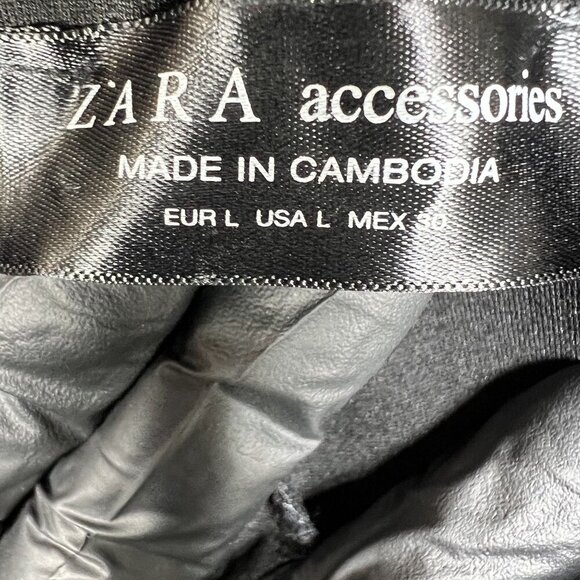 ZARA accessories
MADE IN CAMBODIA
EUR L USA L MEX 30